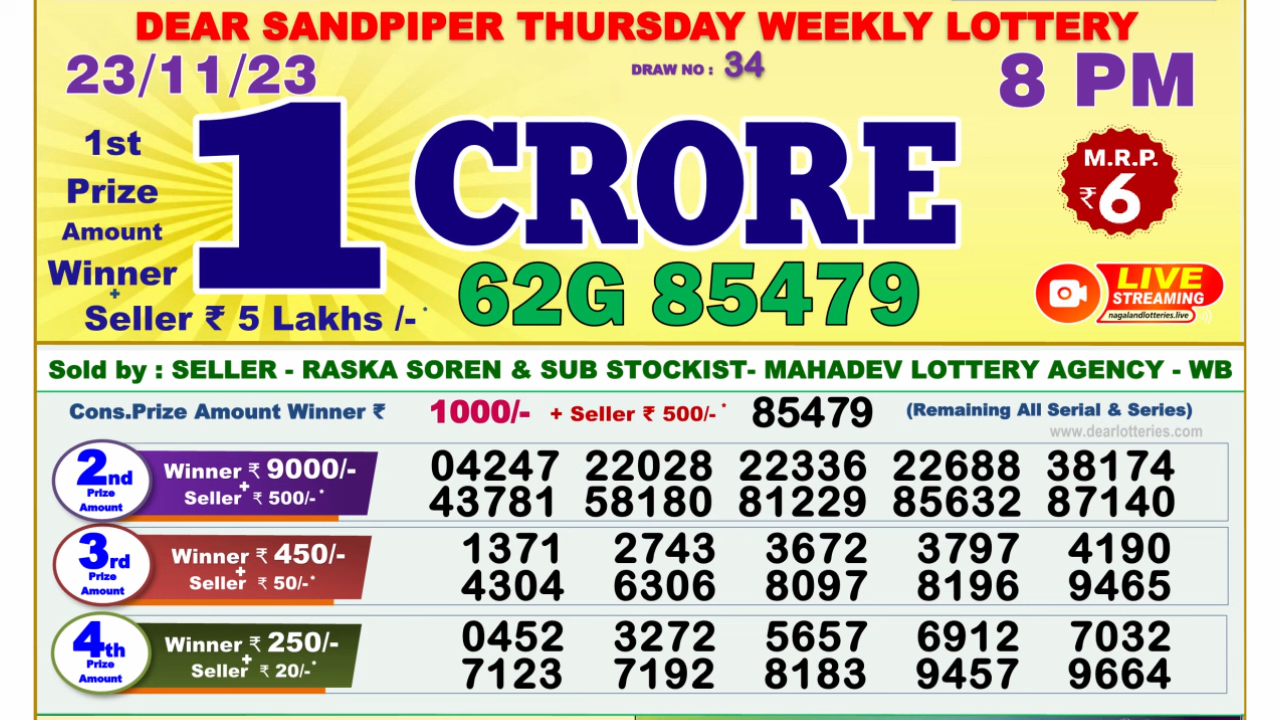 DEAR SANDPIPER THURSDAY WEEKLY LOTTERY
23/11/23
DRAW NO : 34
8 PM
1st
Prize
Amount
Winner
+
Seller ₹ 5 Lakhs /-*
1 CRORE
62G 85479
M.R.P.
₹6
LIVE
STREAMING
nagalandlotteries.live
Sold by : SELLER - RASKA SOREN & SUB STOCKIST- MAHADEV LOTTERY AGENCY - WB
Cons.Prize Amount Winner ₹ 1000/- + Seller ₹ 500/-* 85479 (Remaining All Serial & Series)
www.dearlotteries.com
2nd
Prize
Amount
Winner ₹ 9000/-
+
Seller ₹ 500/-*
04247 22028 22336 22688 38174
43781 58180 81229 85632 87140
3rd
Prize
Amount
Winner ₹ 450/-
+
Seller ₹ 50/-*
1371 2743 3672 3797 4190
4304 6306 8097 8196 9465
4th
Prize
Amount
Winner ₹ 250/-
+
Seller ₹ 20/-*
0452 3272 5657 6912 7032
7123 7192 8183 9457 9664